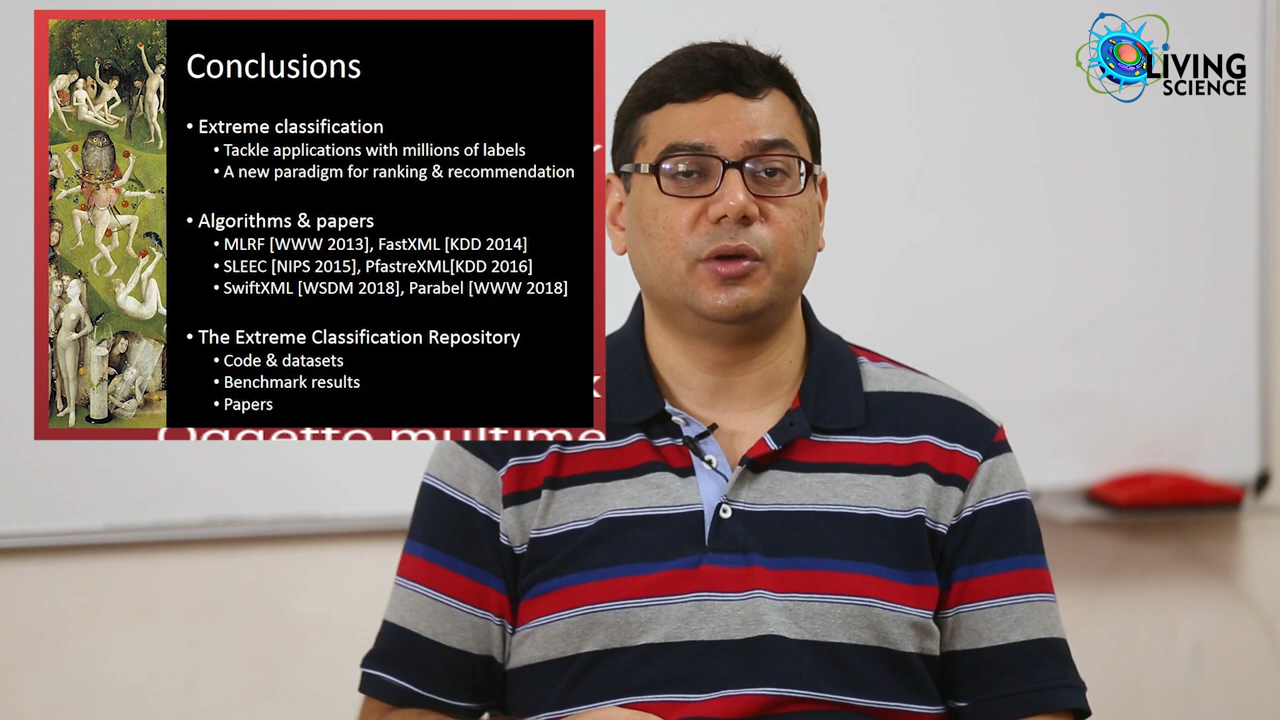 Conclusions
• Extreme classification
• Tackle applications with millions of labels
• A new paradigm for ranking & recommendation
• Algorithms & papers
• MLRF [WWW 2013], FastXML [KDD 2014]
• SLEEC [NIPS 2015], PfastreXML[KDD 2016]
• SwiftXML [WSDM 2018], Parabel [WWW 2018]
• The Extreme Classification Repository
• Code & datasets
• Benchmark results
• Papers
Oggetto multime
LIVING
SCIENCE